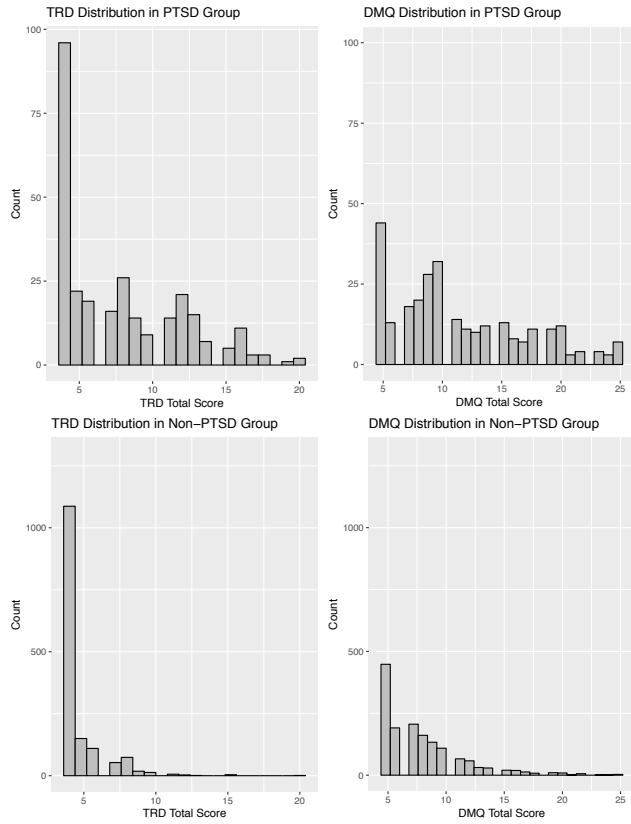 TRD Distribution in PTSD Group
100
75
50
25
0
Count
5 10 15 20
TRD Total Score
DMQ Distribution in PTSD Group
100
75
50
25
0
Count
5 10 15 20 25
DMQ Total Score
TRD Distribution in Non−PTSD Group
1000
500
0
Count
5 10 15 20
TRD Total Score
DMQ Distribution in Non−PTSD Group
1000
500
0
Count
5 10 15 20 25
DMQ Total Score